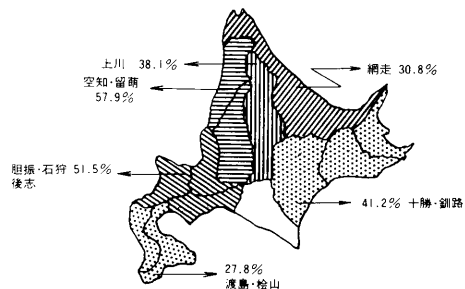 上川 38.1%
空知・留萌
57.9%
網走 30.8%
胆振・石狩 51.5%
後志
41.2% 十勝・釧路
27.8%
渡島・桧山